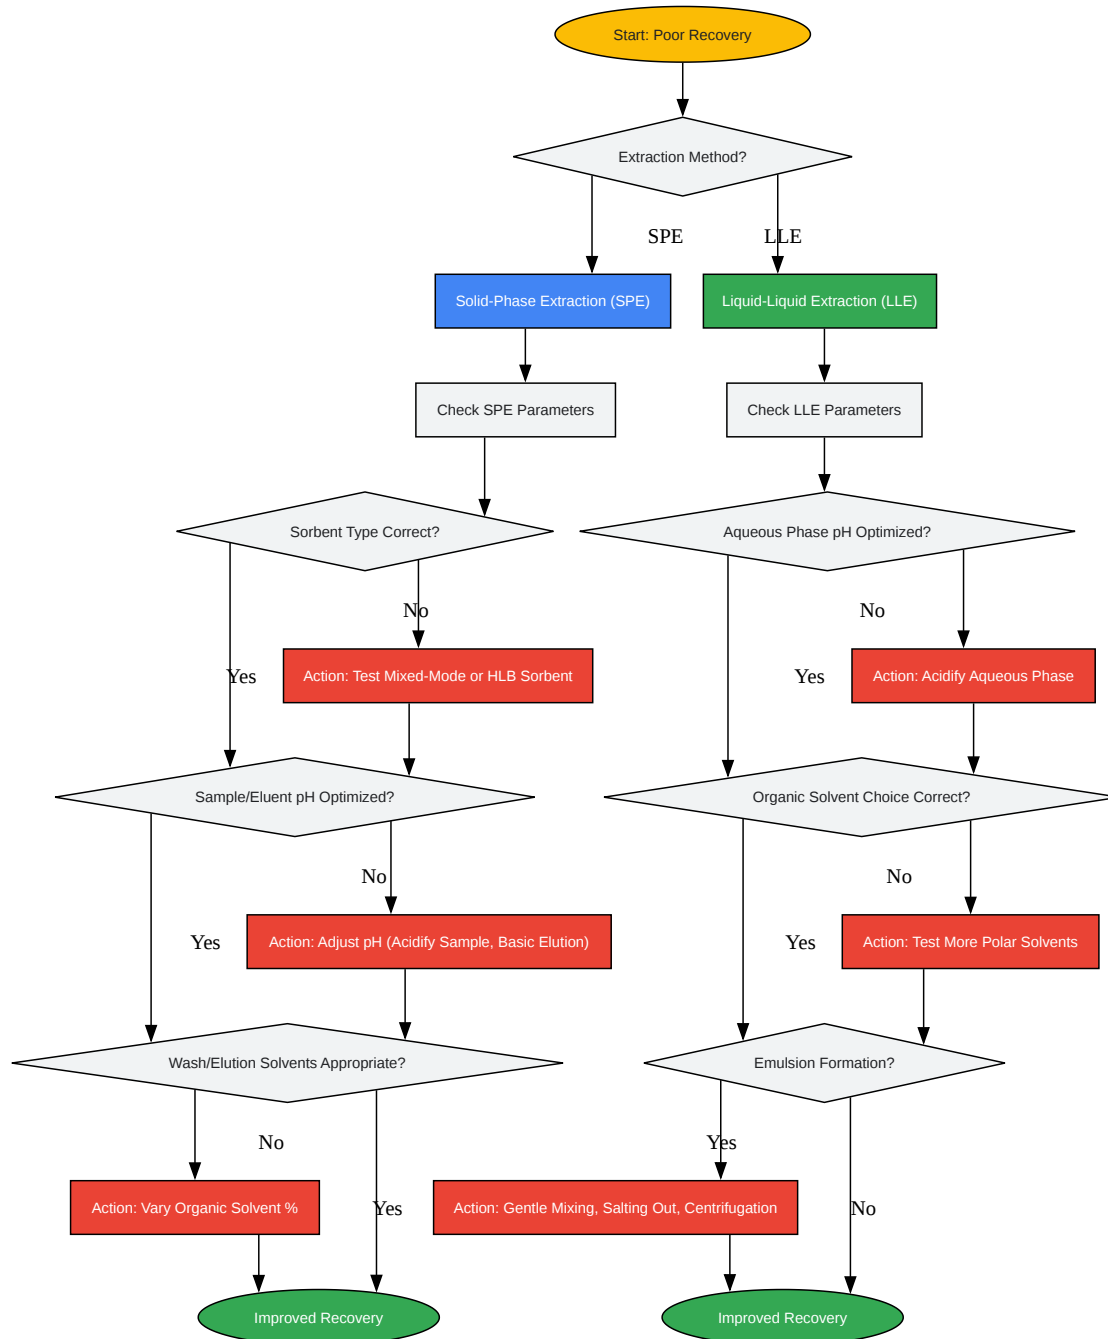 Start: Poor Recovery
Extraction Method?
SPE
LLE
Solid-Phase Extraction (SPE)
Liquid-Liquid Extraction (LLE)
Check SPE Parameters
Check LLE Parameters
Sorbent Type Correct?
Aqueous Phase pH Optimized?
No
No
Yes
Action: Test Mixed-Mode or HLB Sorbent
Yes
Action: Acidify Aqueous Phase
Sample/Eluent pH Optimized?
Organic Solvent Choice Correct?
No
No
Yes
Action: Adjust pH (Acidify Sample, Basic Elution)
Yes
Action: Test More Polar Solvents
Wash/Elution Solvents Appropriate?
Emulsion Formation?
No
Yes
Action: Vary Organic Solvent %
Yes
Action: Gentle Mixing, Salting Out, Centrifugation
No
Improved Recovery
Improved Recovery